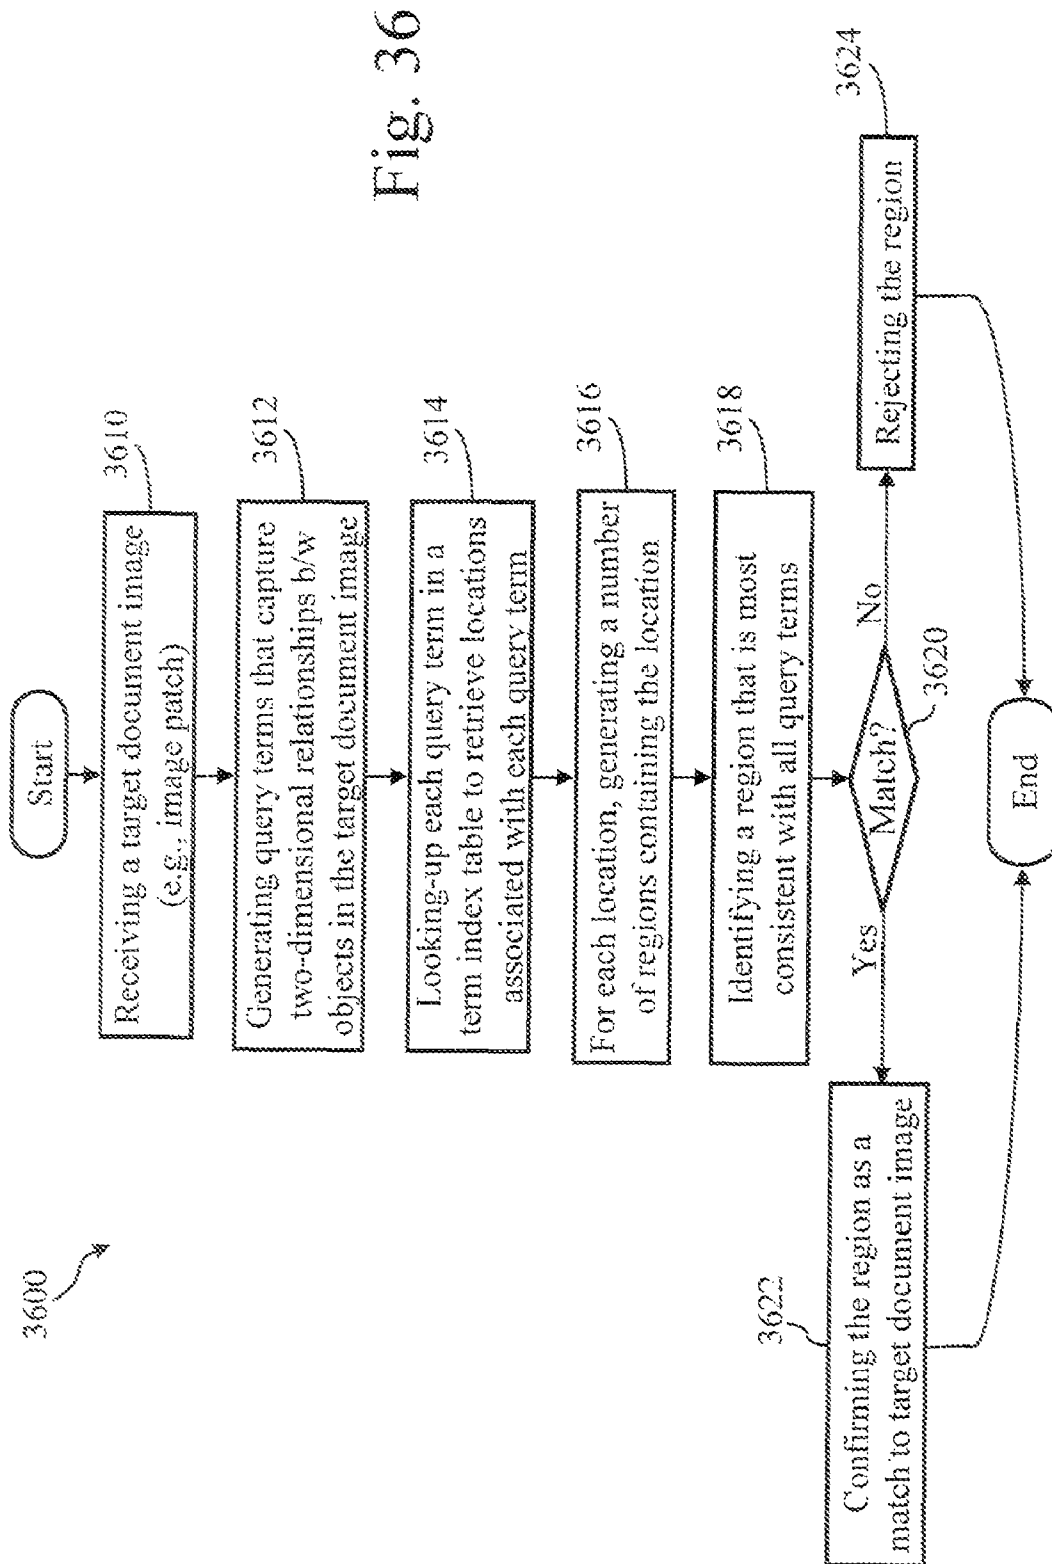 3600
Start
3610
Receiving a target document image
(e.g., image patch)
3612
Generating query terms that capture
two-dimensional relationships b/w
objects in the target document image
3614
Looking-up each query term in a
term index table to retrieve locations
associated with each query term
3616
For each location, generating a number
of regions containing the location
3618
Identifying a region that is most
consistent with all query terms
Match?
3620
Yes
No
3622
Confirming the region as a
match to target document image
3624
Rejecting the region
End
Fig. 36